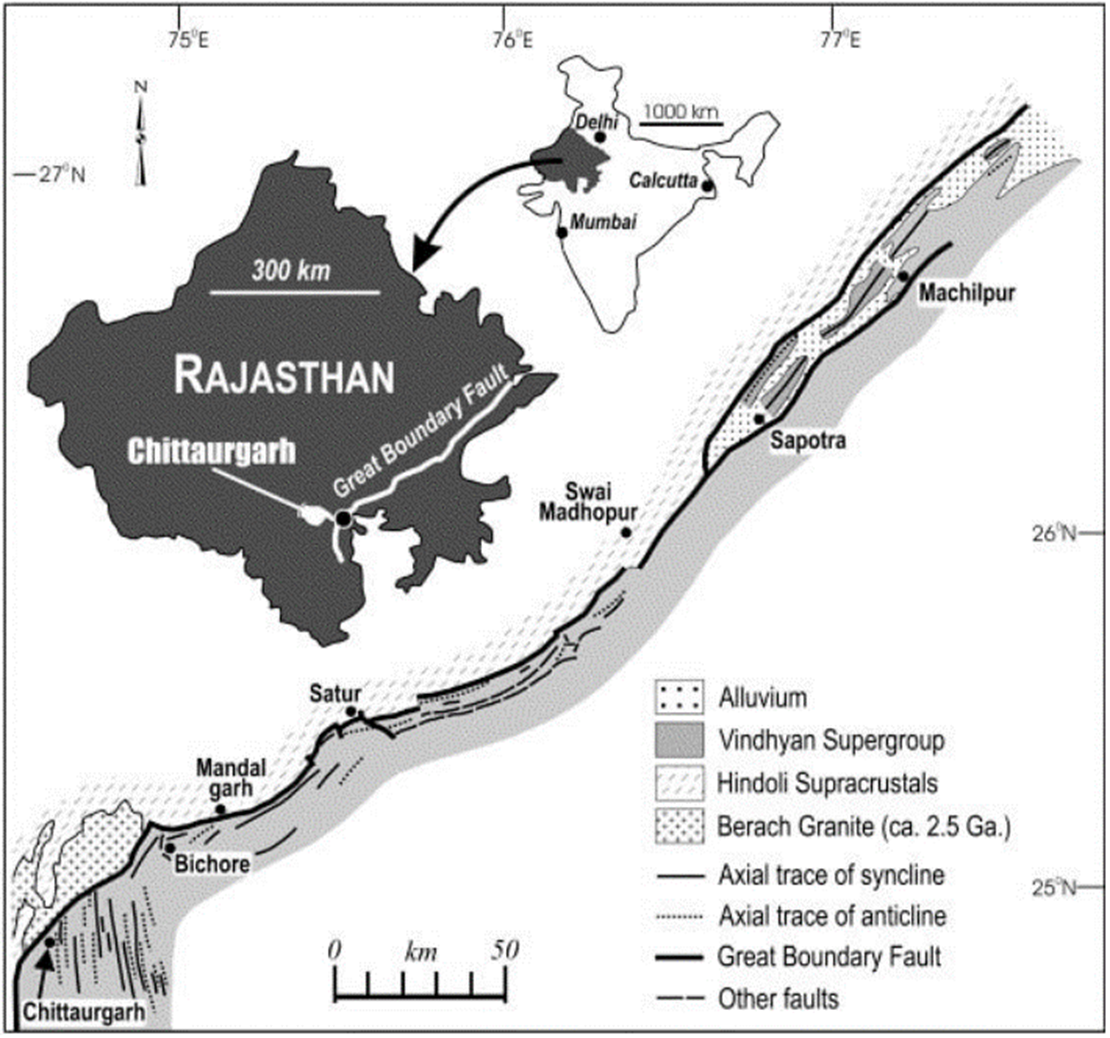 75°E
76°E
77°E
N
27°N
1000 km
Delhi
Calcutta
Mumbai
300 km
RAJASTHAN
Great Boundary Fault
Chittaurgarh
Machilpur
Sapotra
Swai
Madhopur
26°N
Satur
Mandal
garh
Bichore
25°N
Chittaurgarh
0 km 50
Alluvium
Vindhyan Supergroup
Hindoli Supracrustals
Berach Granite (ca. 2.5 Ga.)
Axial trace of syncline
Axial trace of anticline
Great Boundary Fault
Other faults